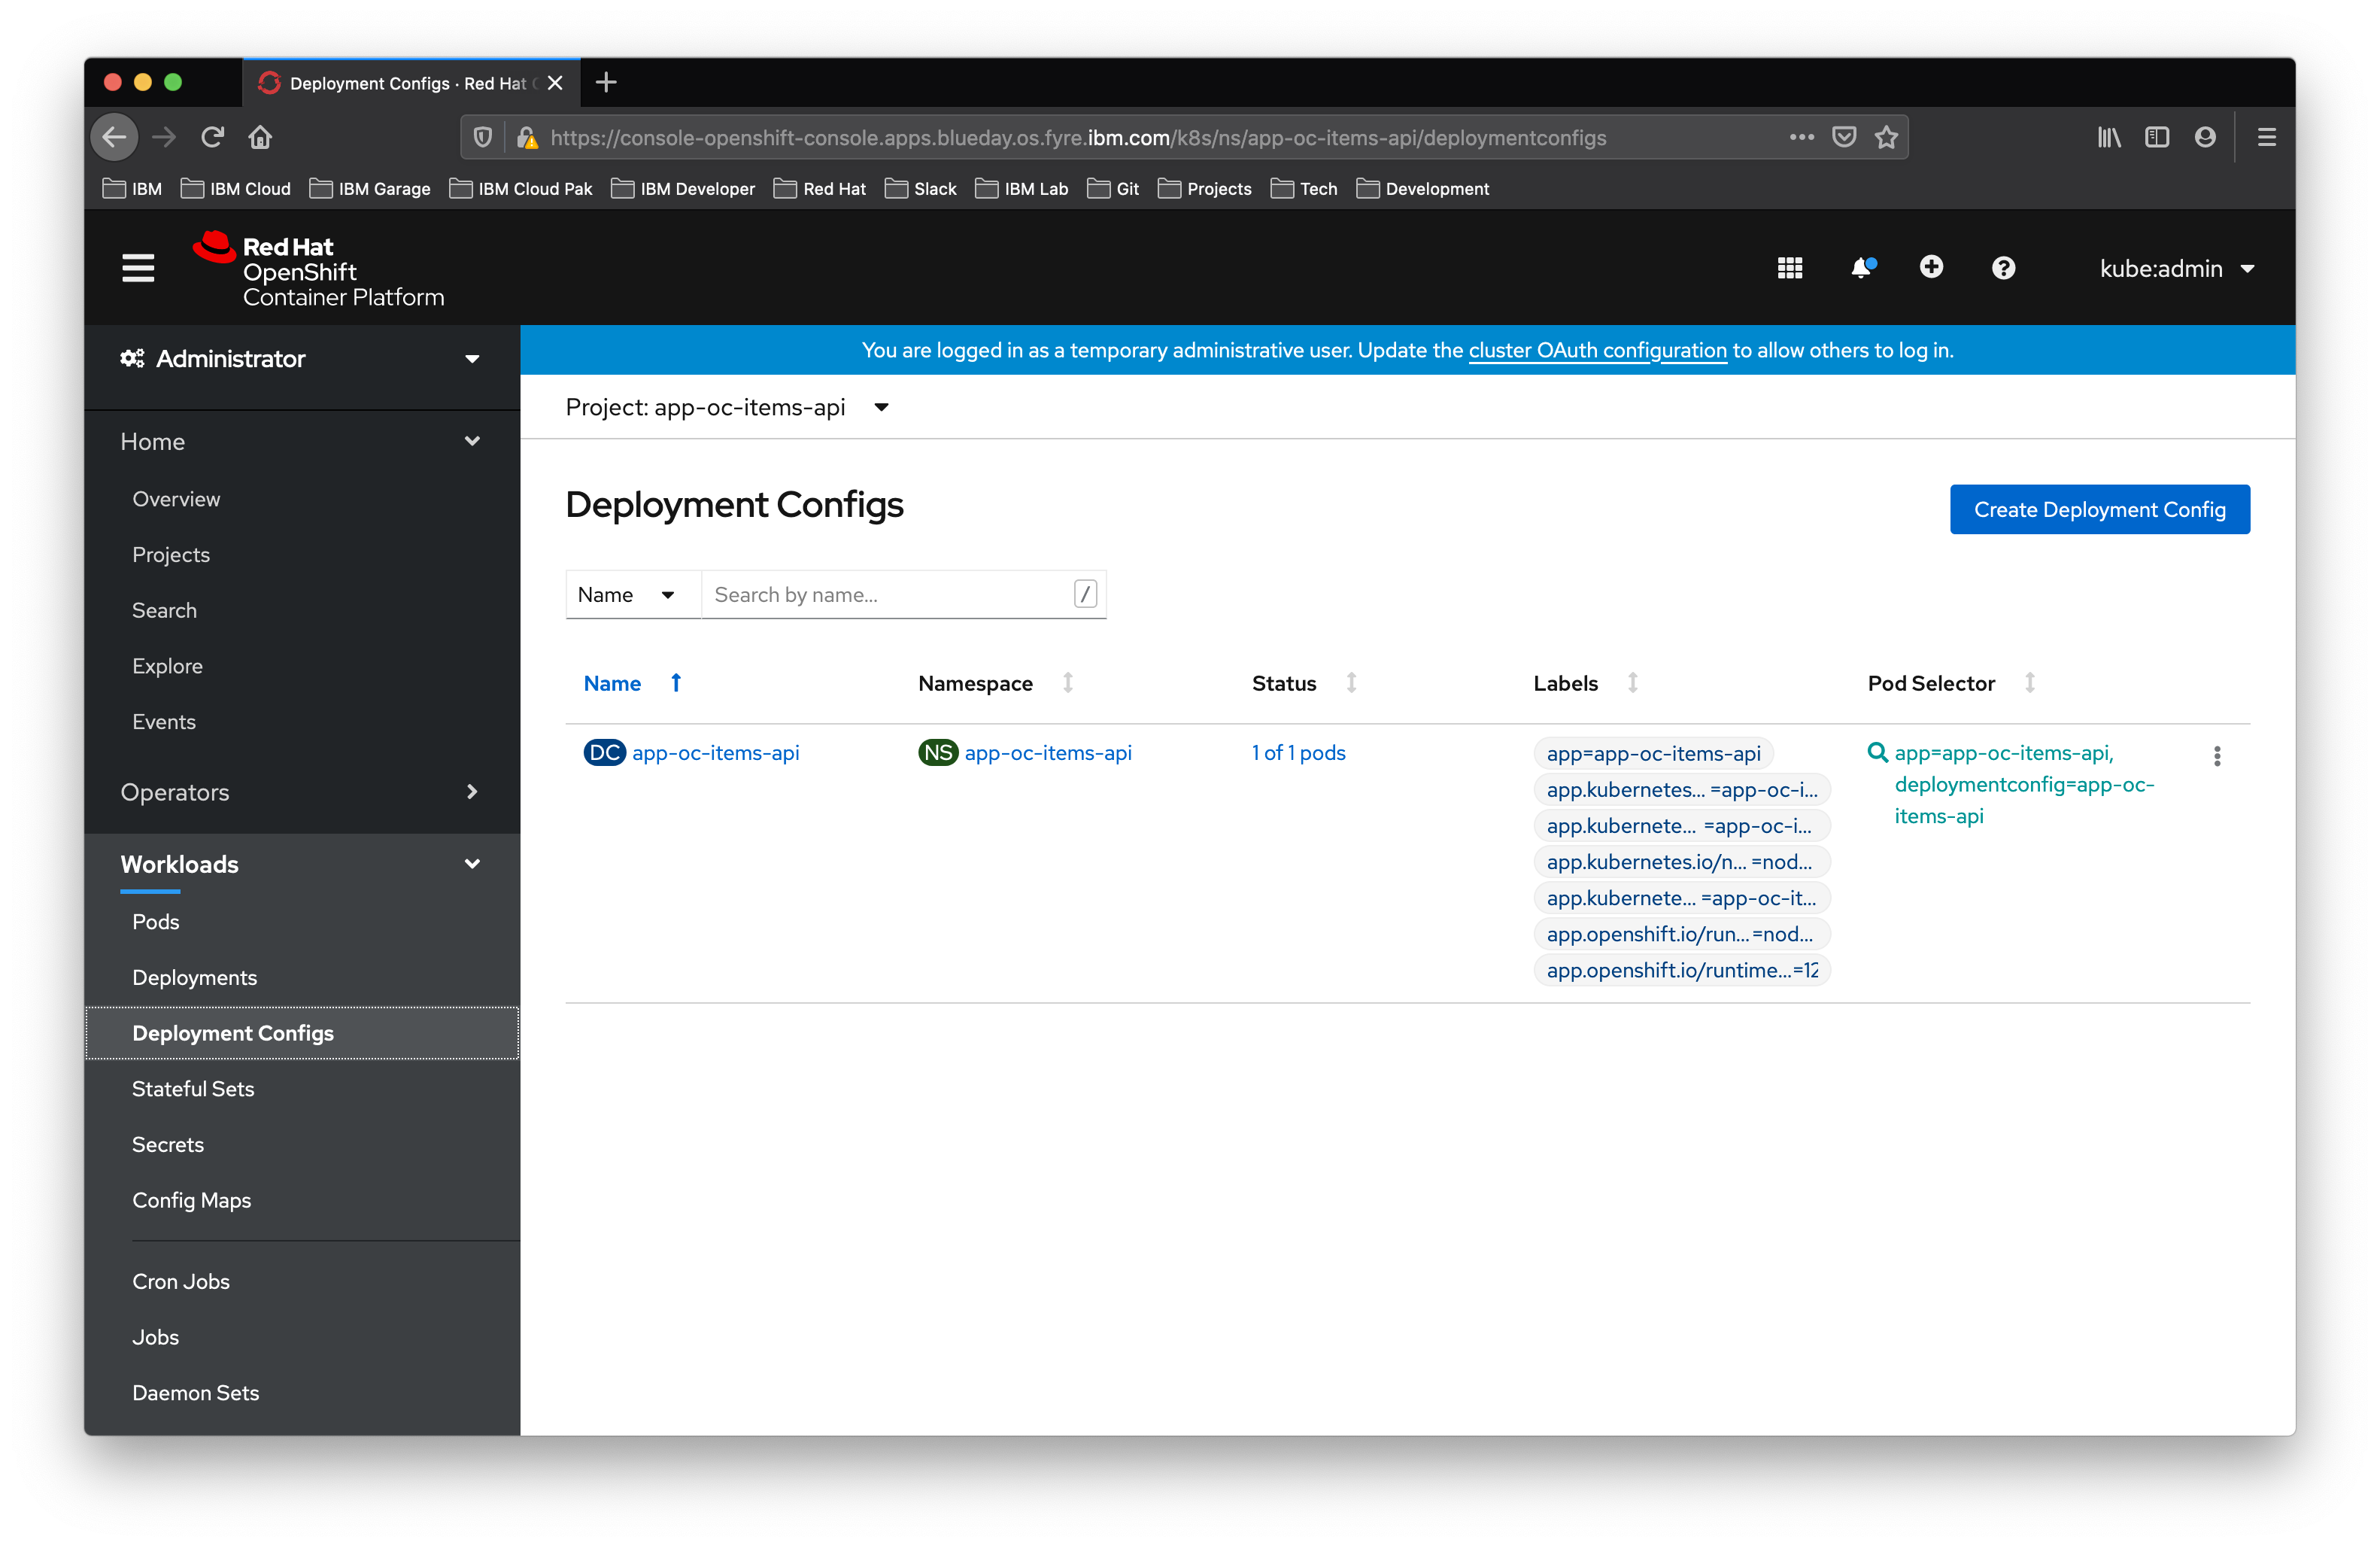 Deployment Configs · Red Hat
https://console-openshift-console.apps.blueday.os.fyre.ibm.com/k8s/ns/app-oc-items-api/deploymentconfigs
IBM
IBM Cloud
IBM Garage
IBM Cloud Pak
IBM Developer
Red Hat
Slack
IBM Lab
Git
Projects
Tech
Development
Red Hat
OpenShift
Container Platform
kube:admin
Administrator
You are logged in as a temporary administrative user. Update the cluster OAuth configuration to allow others to log in.
Project: app-oc-items-api
Home
Overview
Projects
Search
Explore
Events
Operators
Workloads
Pods
Deployments
Deployment Configs
Stateful Sets
Secrets
Config Maps
Cron Jobs
Jobs
Daemon Sets
Deployment Configs
Create Deployment Config
Name
Search by name...
/
Name
Namespace
Status
Labels
Pod Selector
DC app-oc-items-api
NS app-oc-items-api
1 of 1 pods
app=app-oc-items-api
app.kubernetes... =app-oc-i...
app.kubernete... =app-oc-i...
app.kubernetes.io/n... =nod...
app.kubernete... =app-oc-it...
app.openshift.io/run... =nod...
app.openshift.io/runtime...=12
app=app-oc-items-api,
deploymentconfig=app-oc-
items-api